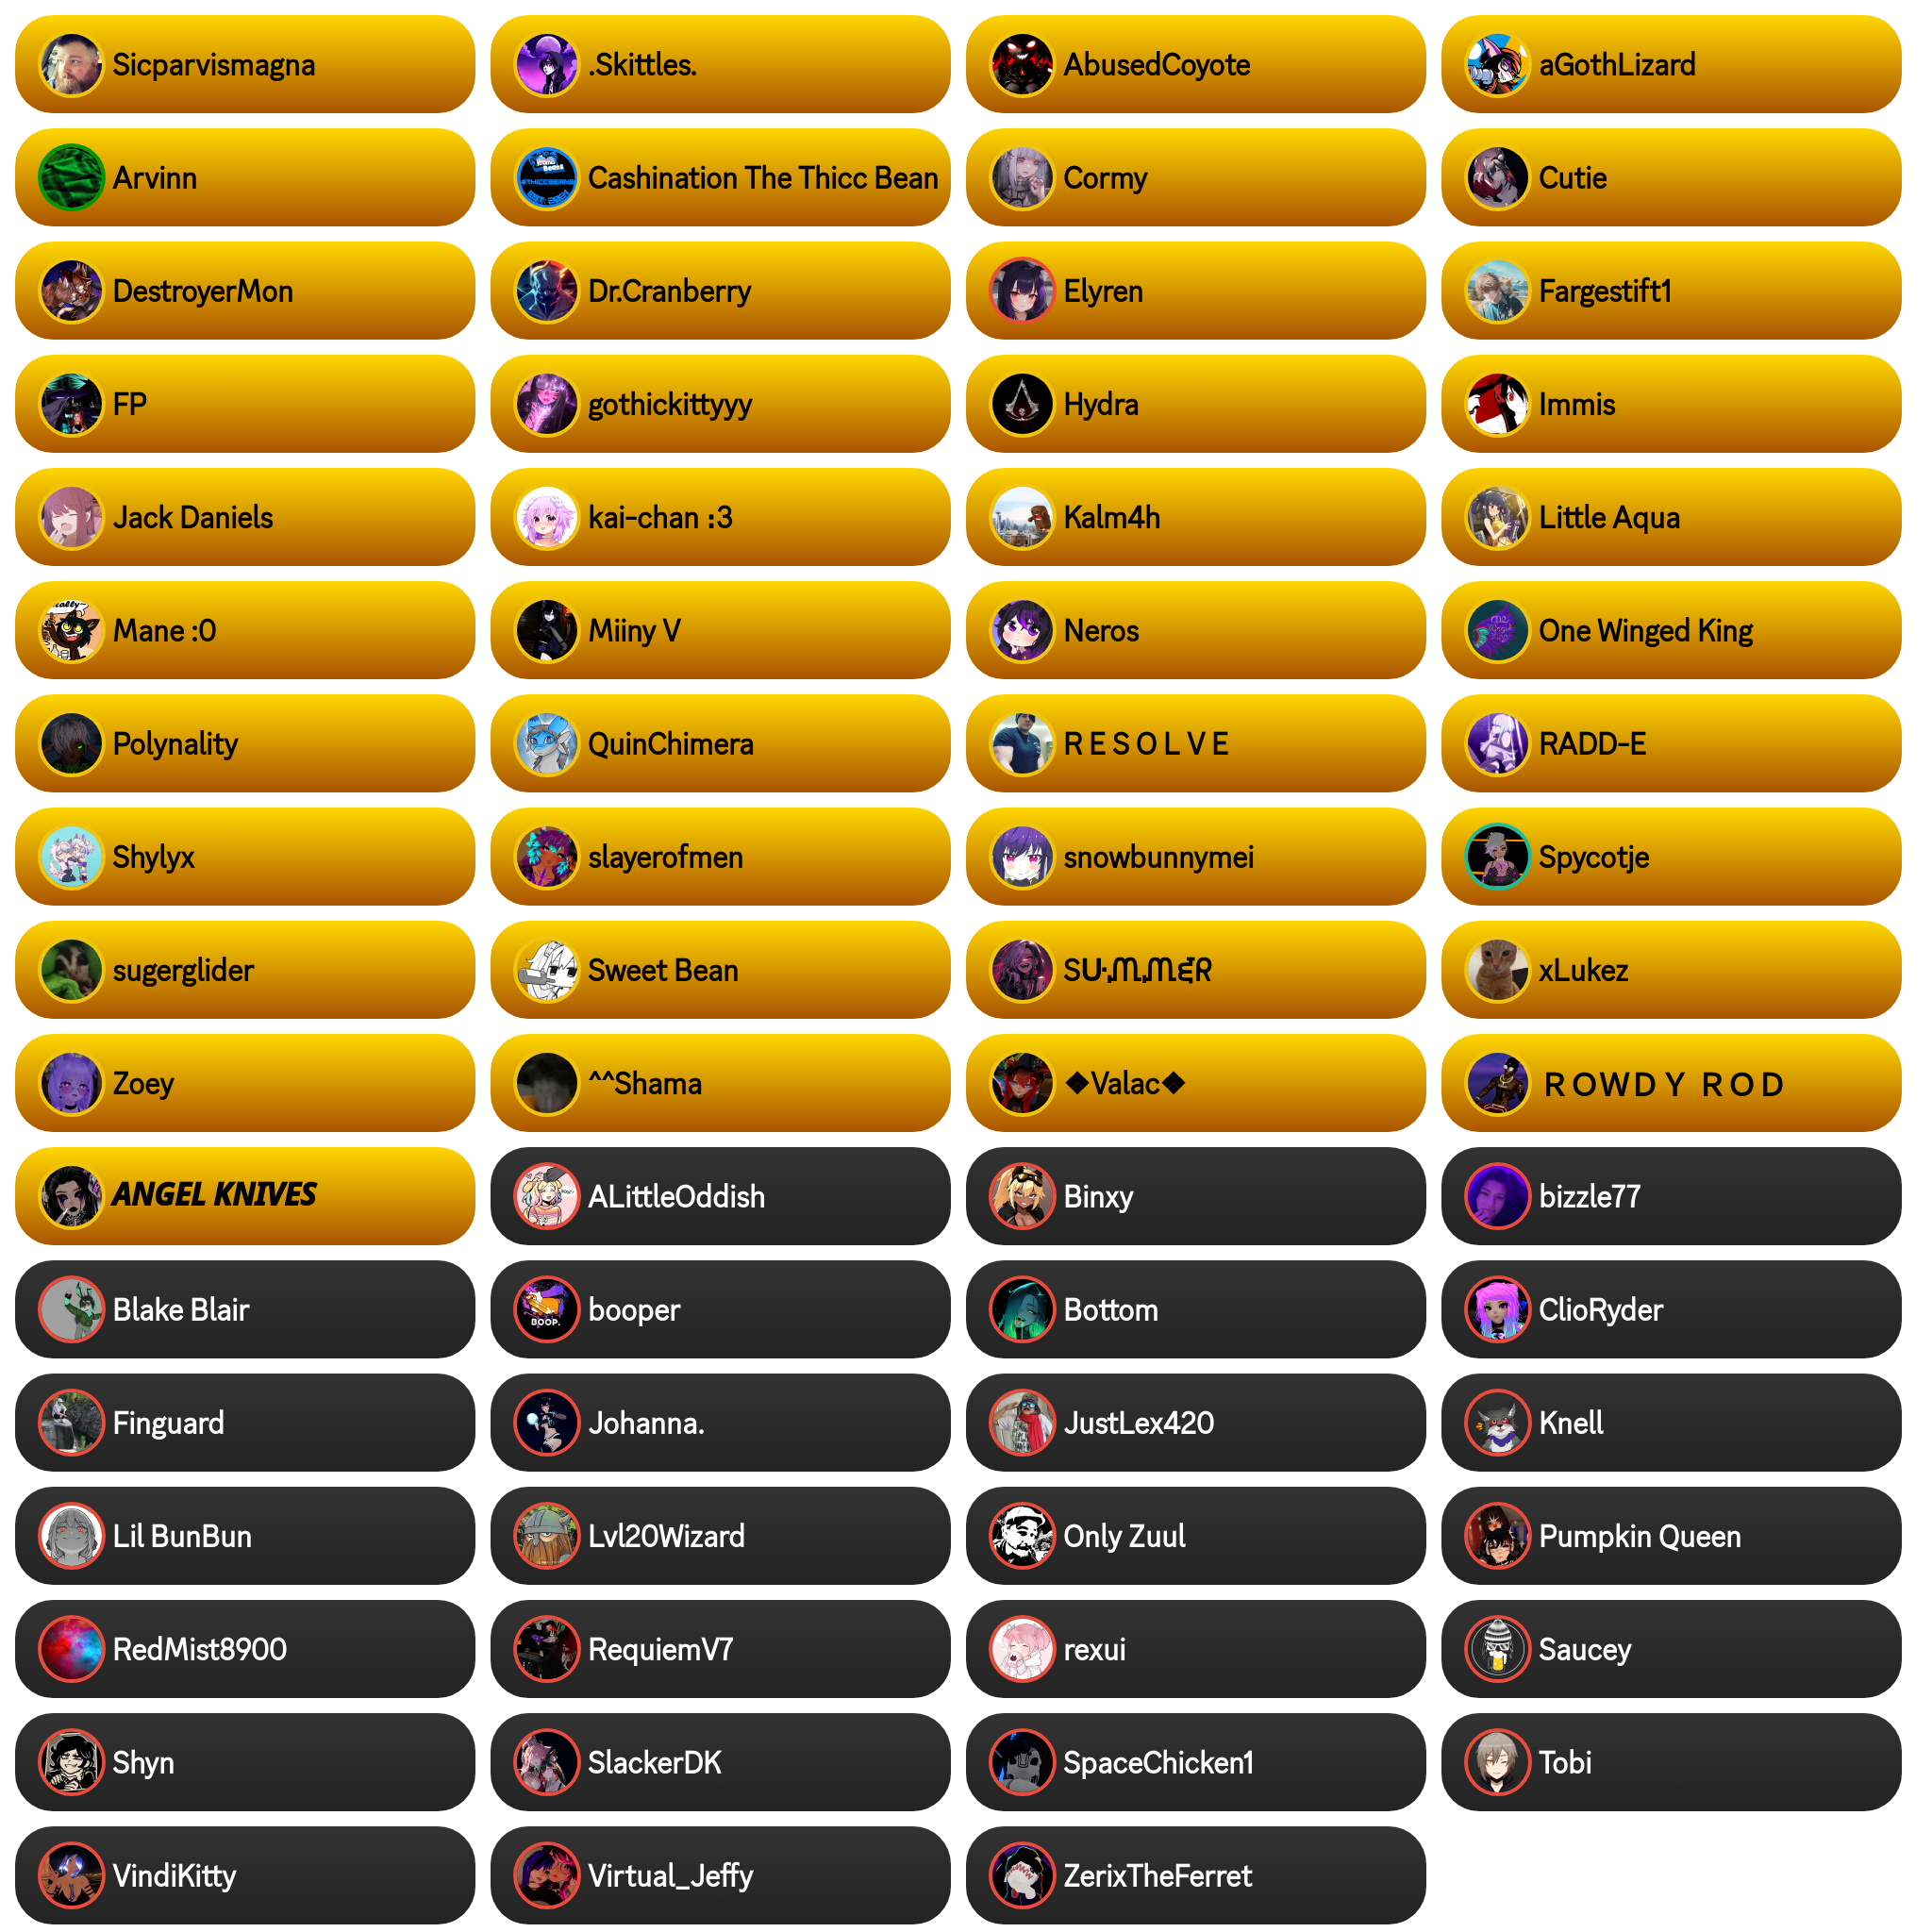 Sicparvismagna
.Skittles.
AbusedCoyote
aGothLizard
Arvinn
Cashination The Thicc Bean
Cormy
Cutie
DestroyerMon
Dr.Cranberry
Elyren
Fargestift1
FP
gothickittyyy
Hydra
Immis
Jack Daniels
kai-chan :3
Kalm4h
Little Aqua
Mane :0
Miiny V
Neros
One Winged King
Polynality
QuinChimera
R E S O L V E
RADD-E
Shylyx
slayerofmen
snowbunnymei
Spycotje
sugerglider
Sweet Bean
xLukez
Zoey
^^Shama
❖Valac❖
R O W D Y R O D
ANGEL KNIVES
ALittleOddish
Binxy
bizzle77
Blake Blair
BOOP.
booper
Bottom
ClioRyder
Finguard
Johanna.
JustLex420
Knell
Lil BunBun
Lvl20Wizard
Only Zuul
Pumpkin Queen
RedMist8900
RequiemV7
rexui
Saucey
Shyn
SlackerDK
SpaceChicken1
Tobi
VindiKitty
Virtual_Jeffy
ZerixTheFerret